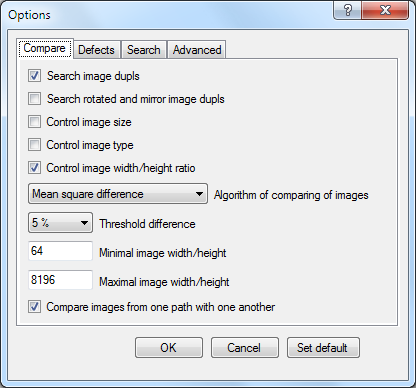 Options
Compare Defects Search Advanced
Search image dupls
Search rotated and mirror image dupls
Control image size
Control image type
Control image width/height ratio
Mean square difference Algorithm of comparing of images
5 % Threshold difference
64 Minimal image width/height
8196 Maximal image width/height
Compare images from one path with one another
OK Cancel Set default